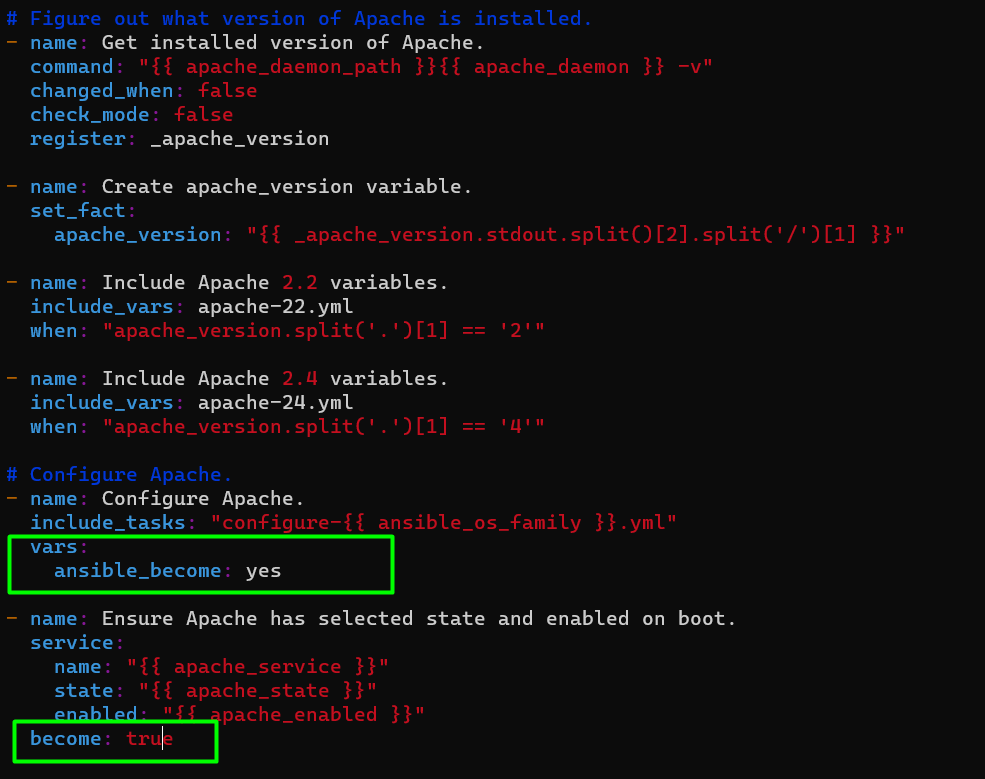 # Figure out what version of Apache is installed.
- name: Get installed version of Apache.
  command: "{{ apache_daemon_path }}{{ apache_daemon }} -v"
  changed_when: false
  check_mode: false
  register: _apache_version

- name: Create apache_version variable.
  set_fact:
    apache_version: "{{ _apache_version.stdout.split()[2].split('/')[1] }}"

- name: Include Apache 2.2 variables.
  include_vars: apache-22.yml
  when: "apache_version.split('.')[1] == '2'"

- name: Include Apache 2.4 variables.
  include_vars: apache-24.yml
  when: "apache_version.split('.')[1] == '4'"

# Configure Apache.
- name: Configure Apache.
  include_tasks: "configure-{{ ansible_os_family }}.yml"
  vars:
    ansible_become: yes

- name: Ensure Apache has selected state and enabled on boot.
  service:
    name: "{{ apache_service }}"
    state: "{{ apache_state }}"
    enabled: "{{ apache_enabled }}"
  become: true